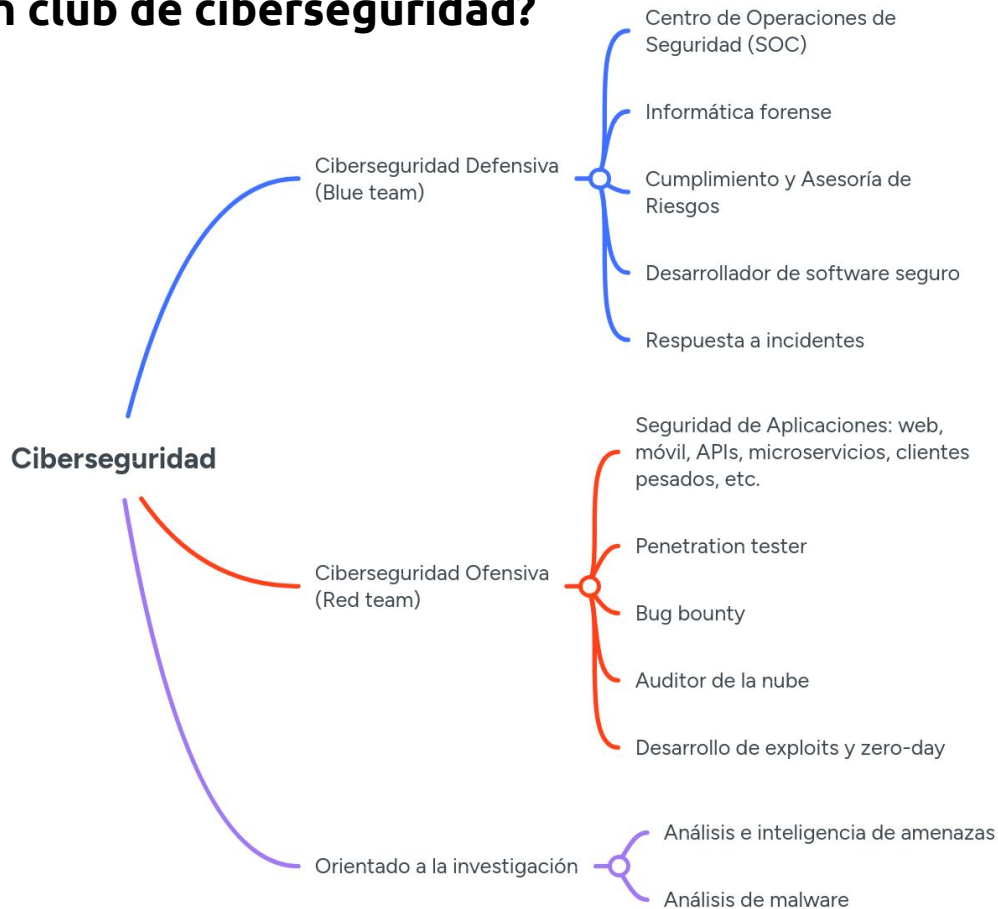 n club de ciberseguridad?
Centro de Operaciones de
Seguridad (SOC)
Informática forense
Ciberseguridad Defensiva
(Blue team)
Cumplimiento y Asesoría de
Riesgos
Desarrollador de software seguro
Respuesta a incidentes
Ciberseguridad
Seguridad de Aplicaciones: web,
móvil, APIs, microservicios, clientes
pesados, etc.
Penetration tester
Ciberseguridad Ofensiva
(Red team)
Bug bounty
Auditor de la nube
Desarrollo de exploits y zero-day
Orientado a la investigación
Análisis e inteligencia de amenazas
Análisis de malware